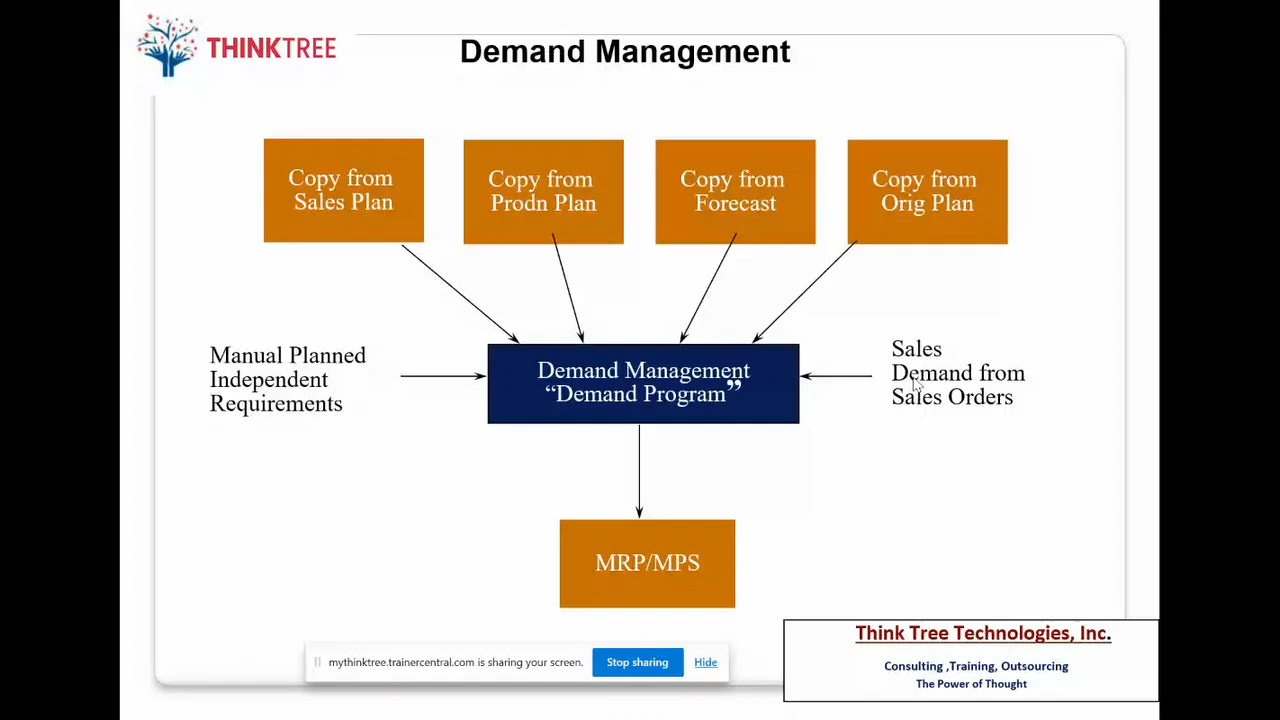 THINKTREE
Demand Management
Copy from
Sales Plan
Copy from
Prodn Plan
Copy from
Forecast
Copy from
Orig Plan
Manual Planned
Independent
Requirements
Demand Management
“Demand Program”
Sales
Demand from
Sales Orders
MRP/MPS
mythinktree.trainercentral.com is sharing your screen.
Stop sharing
Hide
Think Tree Technologies, Inc.
Consulting ,Training, Outsourcing
The Power of Thought